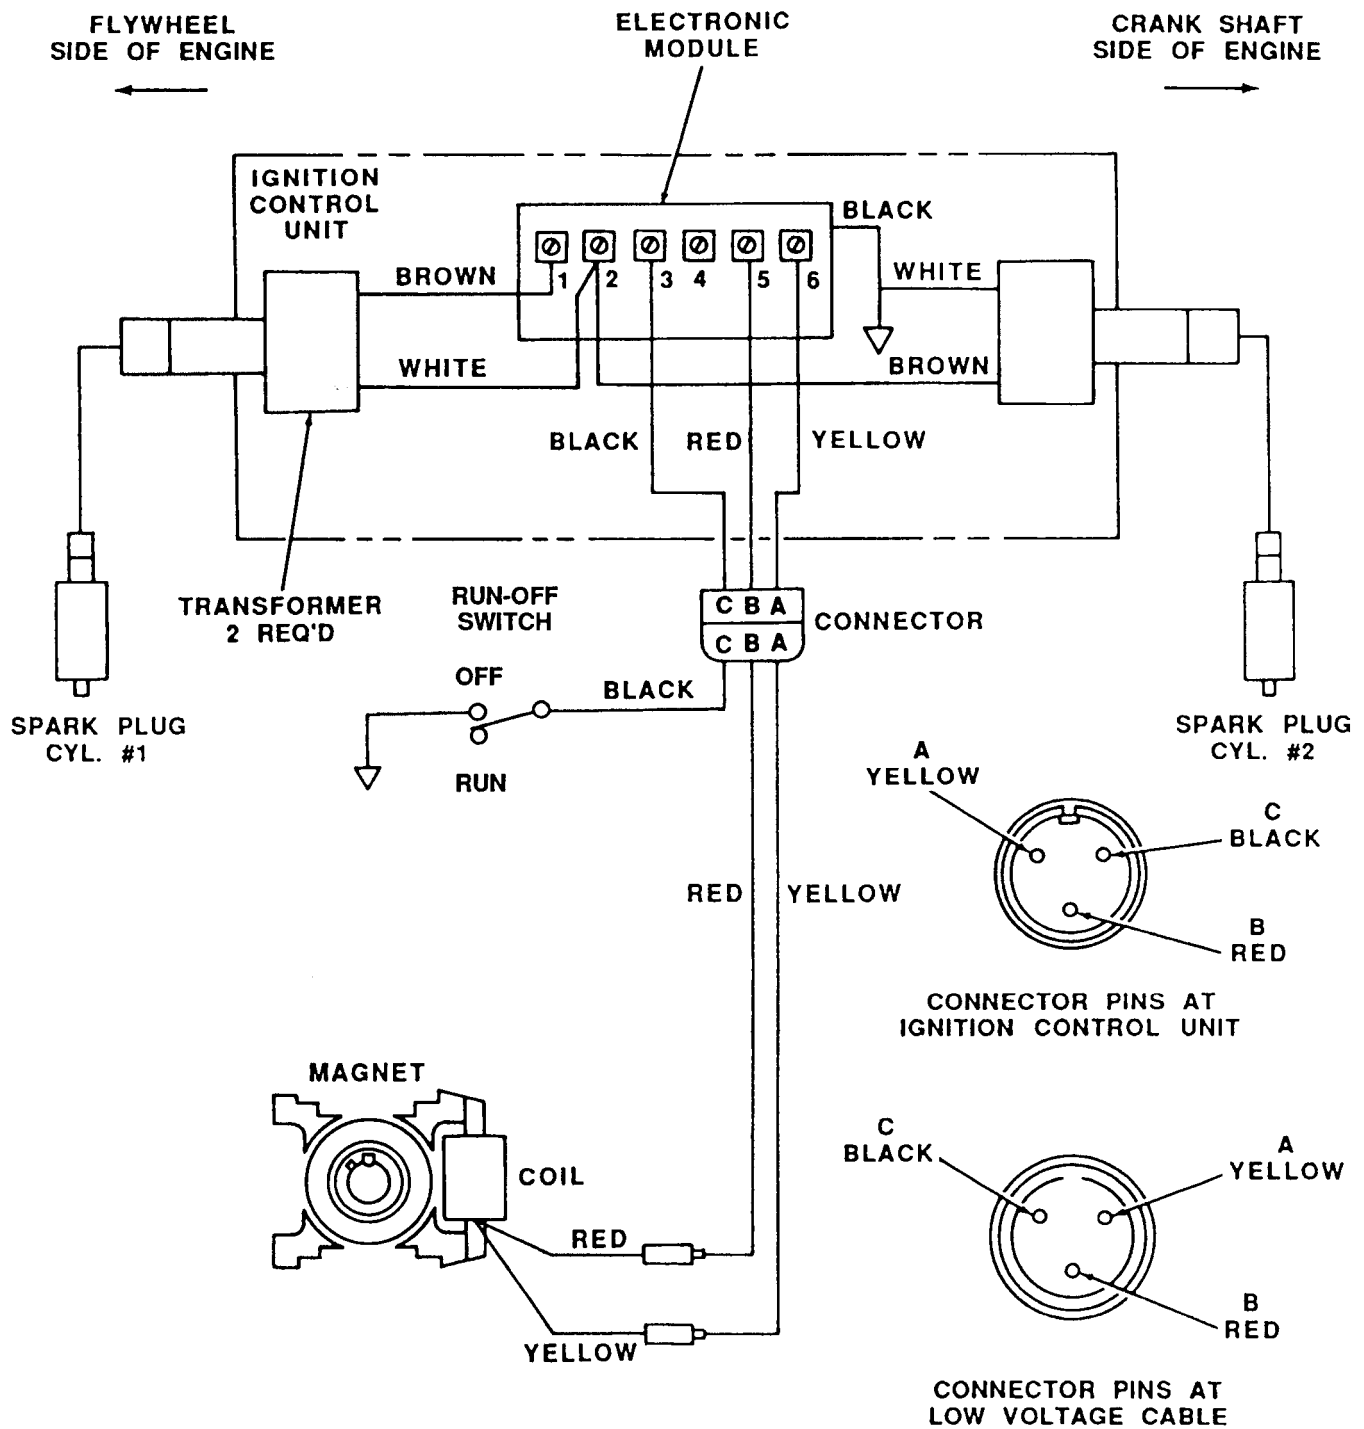 FLYWHEEL
SIDE OF ENGINE
ELECTRONIC
MODULE
CRANK SHAFT
SIDE OF ENGINE
IGNITION
CONTROL
UNIT
BLACK
BROWN
1
2
3
4
5
6
WHITE
WHITE
BROWN
BLACK
RED
YELLOW
TRANSFORMER
2 REQ'D
RUN-OFF
SWITCH
C B A
C B A
CONNECTOR
OFF
BLACK
RUN
SPARK PLUG
CYL. #1
SPARK PLUG
CYL. #2
A
YELLOW
C
BLACK
RED
YELLOW
B
RED
CONNECTOR PINS AT
IGNITION CONTROL UNIT
MAGNET
COIL
RED
YELLOW
C
BLACK
A
YELLOW
B
RED
CONNECTOR PINS AT
LOW VOLTAGE CABLE